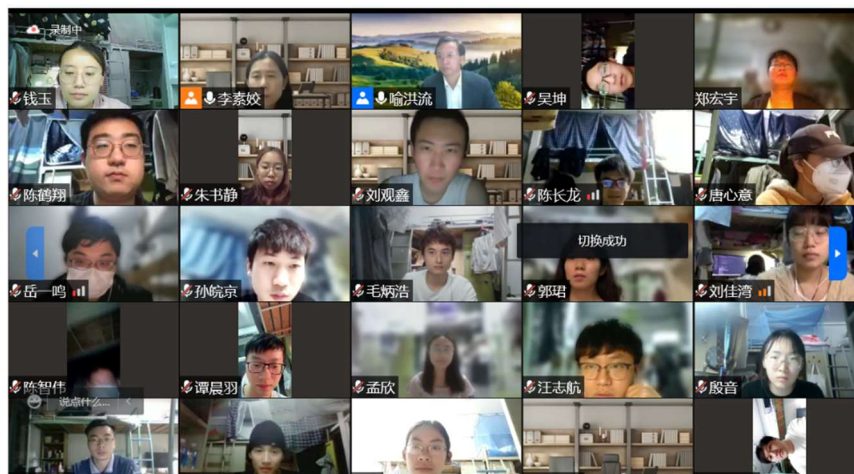 录制中
钱玉
李素姣
喻洪流
吴坤
郑宏宇
陈鹤翔
朱书静
刘观鑫
陈长龙
唐心意
岳一鸣
孙皖京
毛炳浩
切换成功
郭珺
刘佳湾
陈智伟
谭晨羽
孟欣
汪志航
殷音
说点什么...